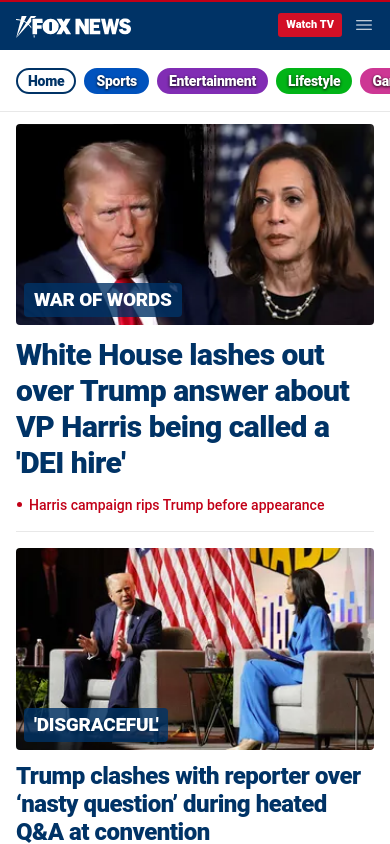 FOX NEWS
Watch TV
Home
Sports
Entertainment
Lifestyle
Ga
WAR OF WORDS
White House lashes out
over Trump answer about
VP Harris being called a
'DEI hire'
• Harris campaign rips Trump before appearance
NABJ
'DISGRACEFUL'
Trump clashes with reporter over
‘nasty question’ during heated
Q&A at convention